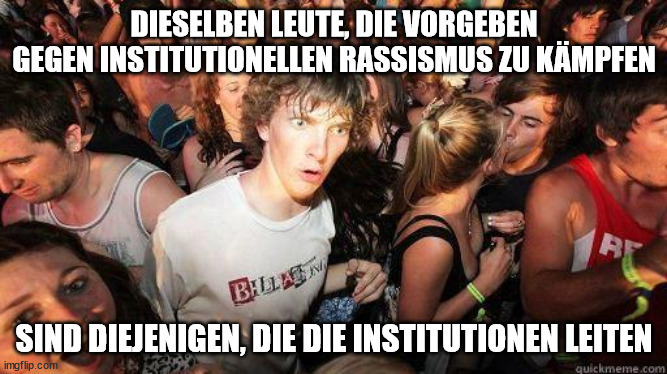 DIESELBEN LEUTE, DIE VORGEBEN
GEGEN INSTITUTIONELLEN RASSISMUS ZU KÄMPFEN
SIND DIEJENIGEN, DIE DIE INSTITUTIONEN LEITEN
imgflip.com
quickmeme.com